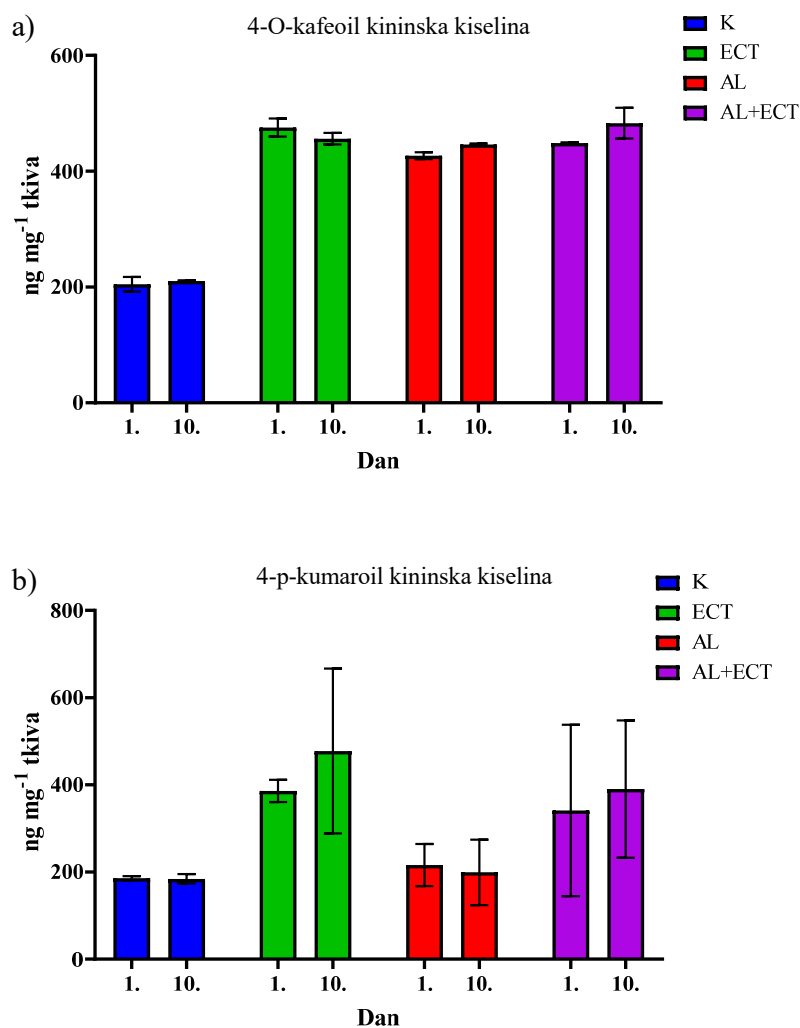 a)
4-O-kafeoil kininska kiselina
K
ECT
AL
AL+ECT
ng mg⁻¹ tkiva
600
400
200
0
1. 10. 1. 10. 1. 10. 1. 10.
Dan
b)
4-p-kumaroil kininska kiselina
K
ECT
AL
AL+ECT
ng mg⁻¹ tkiva
800
600
400
200
0
1. 10. 1. 10. 1. 10. 1. 10.
Dan